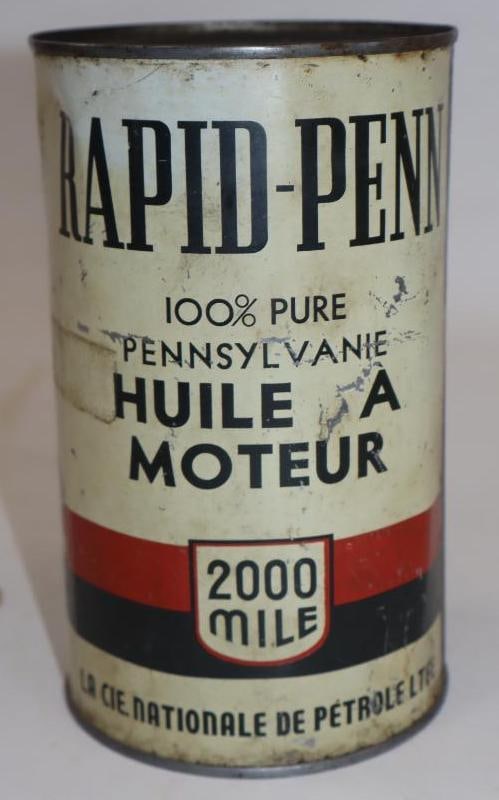 RAPID-PENN
100% PURE
PENNSYLVANIE
HUILE A
MOTEUR
2000
MILE
LA CIE. NATIONALE DE PÉTROLE LTÉE